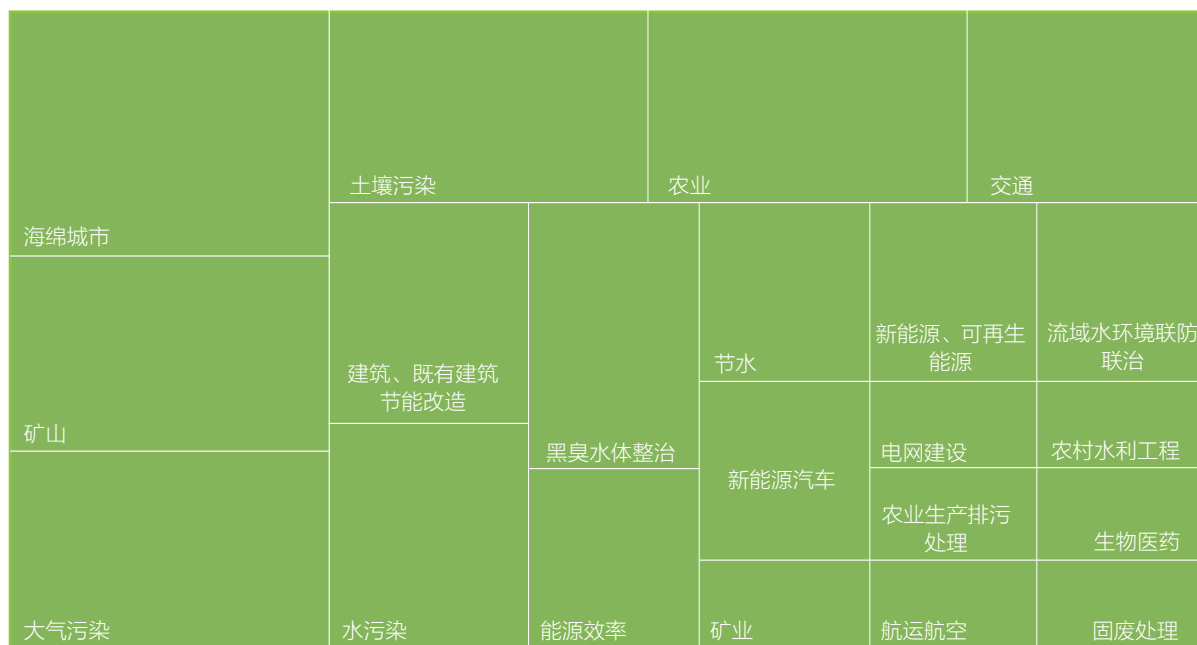 土壤污染
农业
交通
海绵城市
建筑、既有建筑
节能改造
黑臭水体整治
节水
新能源、可再生
能源
流域水环境联防
联治
矿山
新能源汽车
电网建设
农村水利工程
农业生产排污
处理
生物医药
大气污染
水污染
能源效率
矿业
航运航空
固废处理